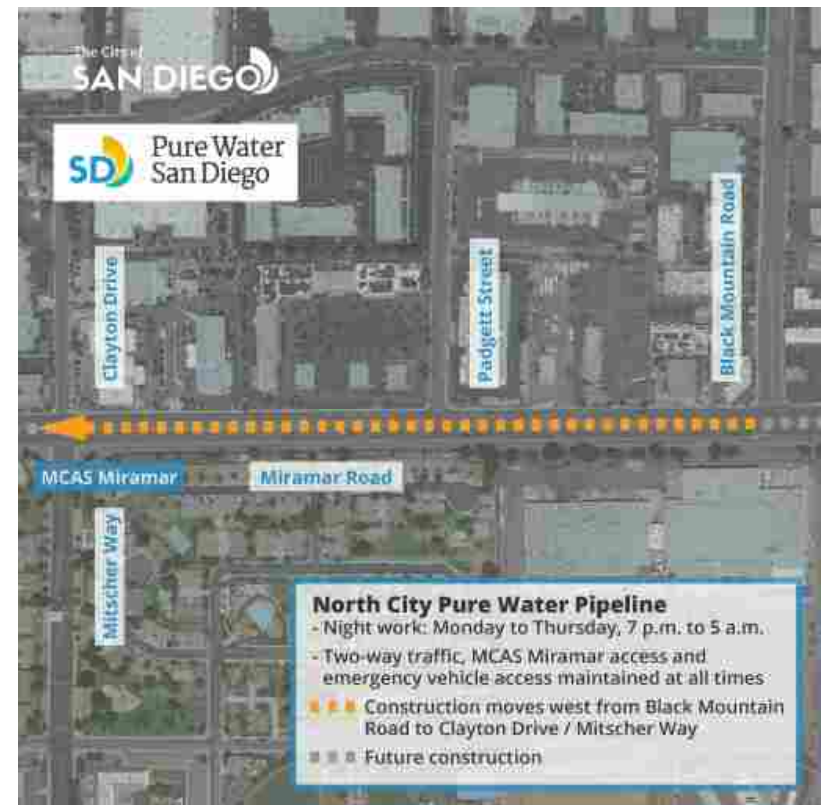 The City of
SAN DIEGO
SD
Pure Water
San Diego
Clayton Drive
Padgett Street
Black Mountain Road
MCAS Miramar
Miramar Road
Mitscher Way
North City Pure Water Pipeline
- Night work: Monday to Thursday, 7 p.m. to 5 a.m.
- Two-way traffic, MCAS Miramar access and
emergency vehicle access maintained at all times
Construction moves west from Black Mountain
Road to Clayton Drive / Mitscher Way
Future construction